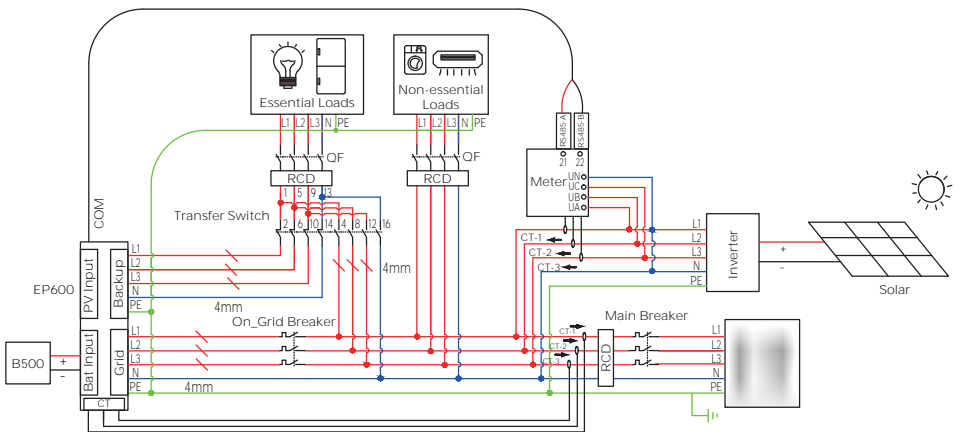 Essential Loads
Non-essential
Loads
L1 L2 L3 N PE
L1 L2 L3 N PE
QF
QF
RCD
RCD
1 5 9 13
Transfer Switch
2 6 10 14 4 8 12 16
4mm
COM
RS485-A
RS485-B
21 22
Meter
UN
UC
UB
UA
CT-1
CT-2
CT-3
L1
L2
L3
N
PE
Inverter
+
-
Solar
EP600
PV Input
Backup
L1
L2
L3
N
PE
4mm
On_Grid Breaker
B500
+
-
Bat Input
Grid
L1
L2
L3
N
PE
4mm
CT
CT-1
CT-2
CT-3
RCD
Main Breaker
L1
L2
L3
N
PE